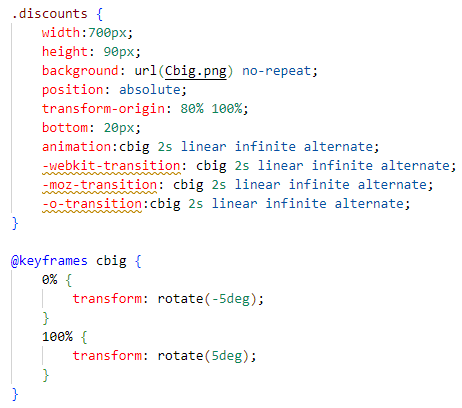 .discounts {
width:700px;
height: 90px;
background: url(Cbig.png) no-repeat;
position: absolute;
transform-origin: 80% 100%;
bottom: 20px;
animation:cbig 2s linear infinite alternate;
-webkit-transition: cbig 2s linear infinite alternate;
-moz-transition: cbig 2s linear infinite alternate;
-o-transition:cbig 2s linear infinite alternate;
}
@keyframes cbig {
0% {
transform: rotate(-5deg);
}
100% {
transform: rotate(5deg);
}
}